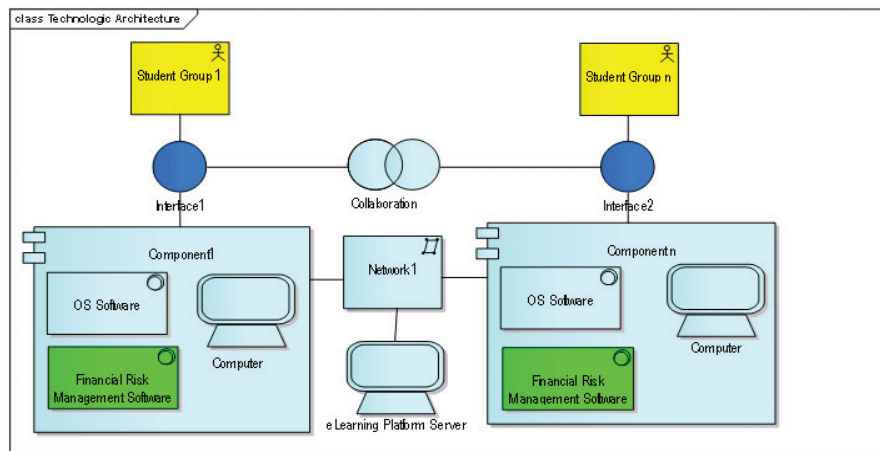 class Technologic Architecture
Student Group 1
Student Group n
Interface1
Collaboration
Interface2
Component1
Network1
Componentn
OS Software
Computer
Financial Risk
Management Software
eLearning Platform Server
OS Software
Computer
Financial Risk
Management Software